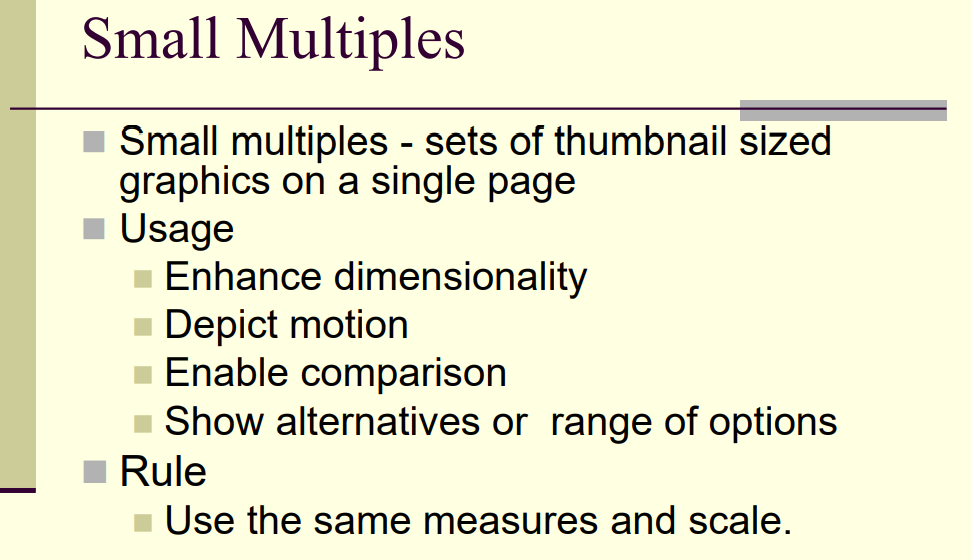 Small Multiples
Small multiples - sets of thumbnail sized
graphics on a single page
Usage
Enhance dimensionality
Depict motion
Enable comparison
Show alternatives or  range of options
Rule
Use the same measures and scale.